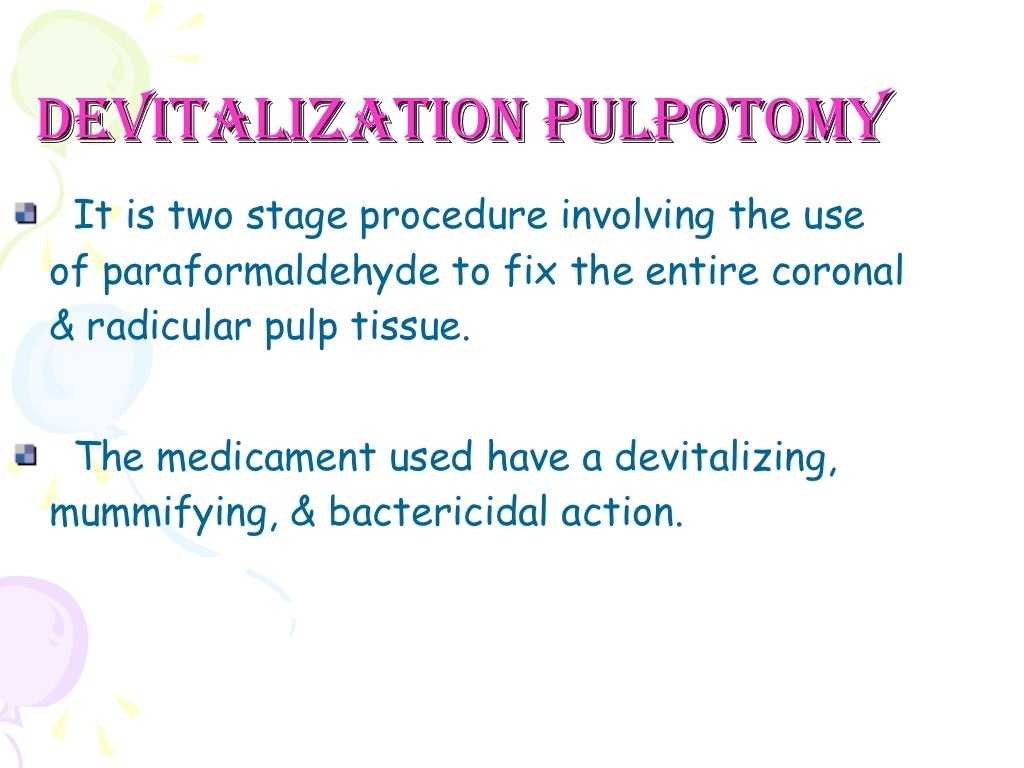 DEVITALIZATION PULPOTOMY
It is two stage procedure involving the use
of paraformaldehyde to fix the entire coronal
& radicular pulp tissue.
The medicament used have a devitalizing,
mummifying, & bactericidal action.